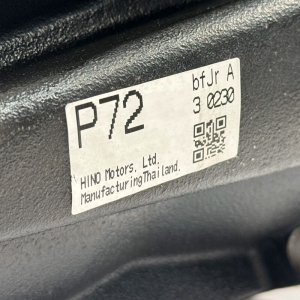 P72
bfJr A
3 0230
HINO Motors. Ltd.
ManufacturingThailand.